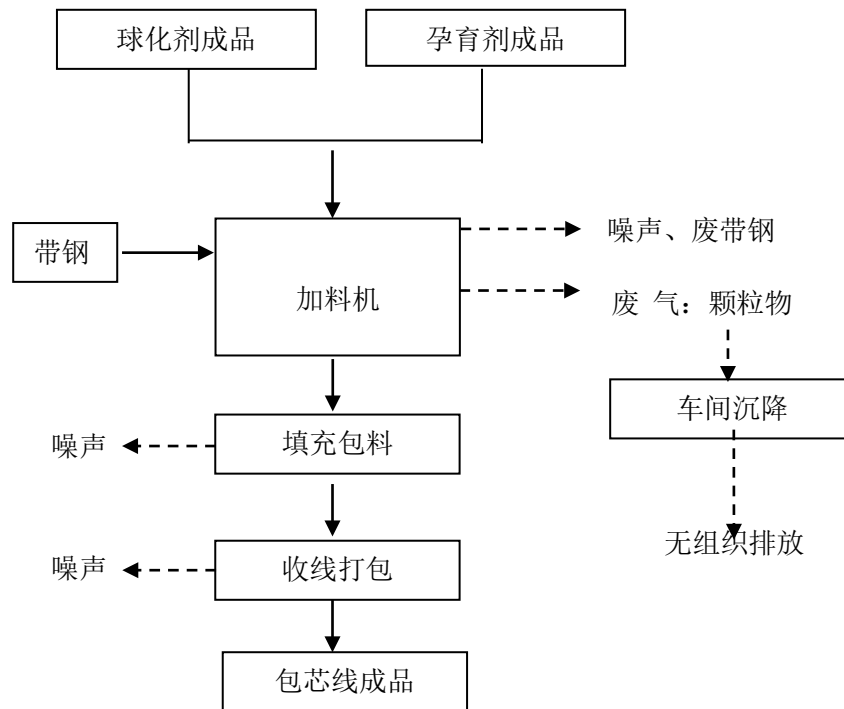 球化剂成品
孕育剂成品
带钢
加料机
噪声、废带钢
废 气：颗粒物
车间沉降
噪声
填充包料
无组织排放
噪声
收线打包
包芯线成品